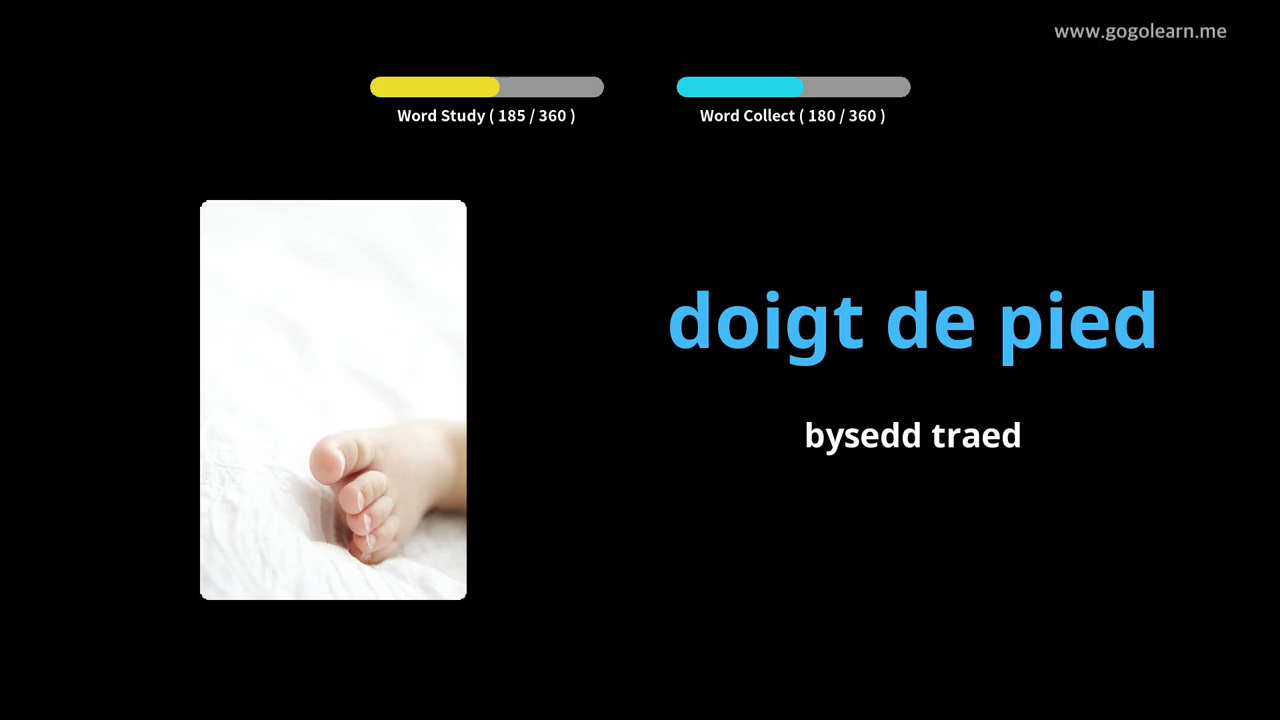 www.gogolearn.me
Word Study ( 185 / 360 )
Word Collect ( 180 / 360 )
doigt de pied
bysedd traed